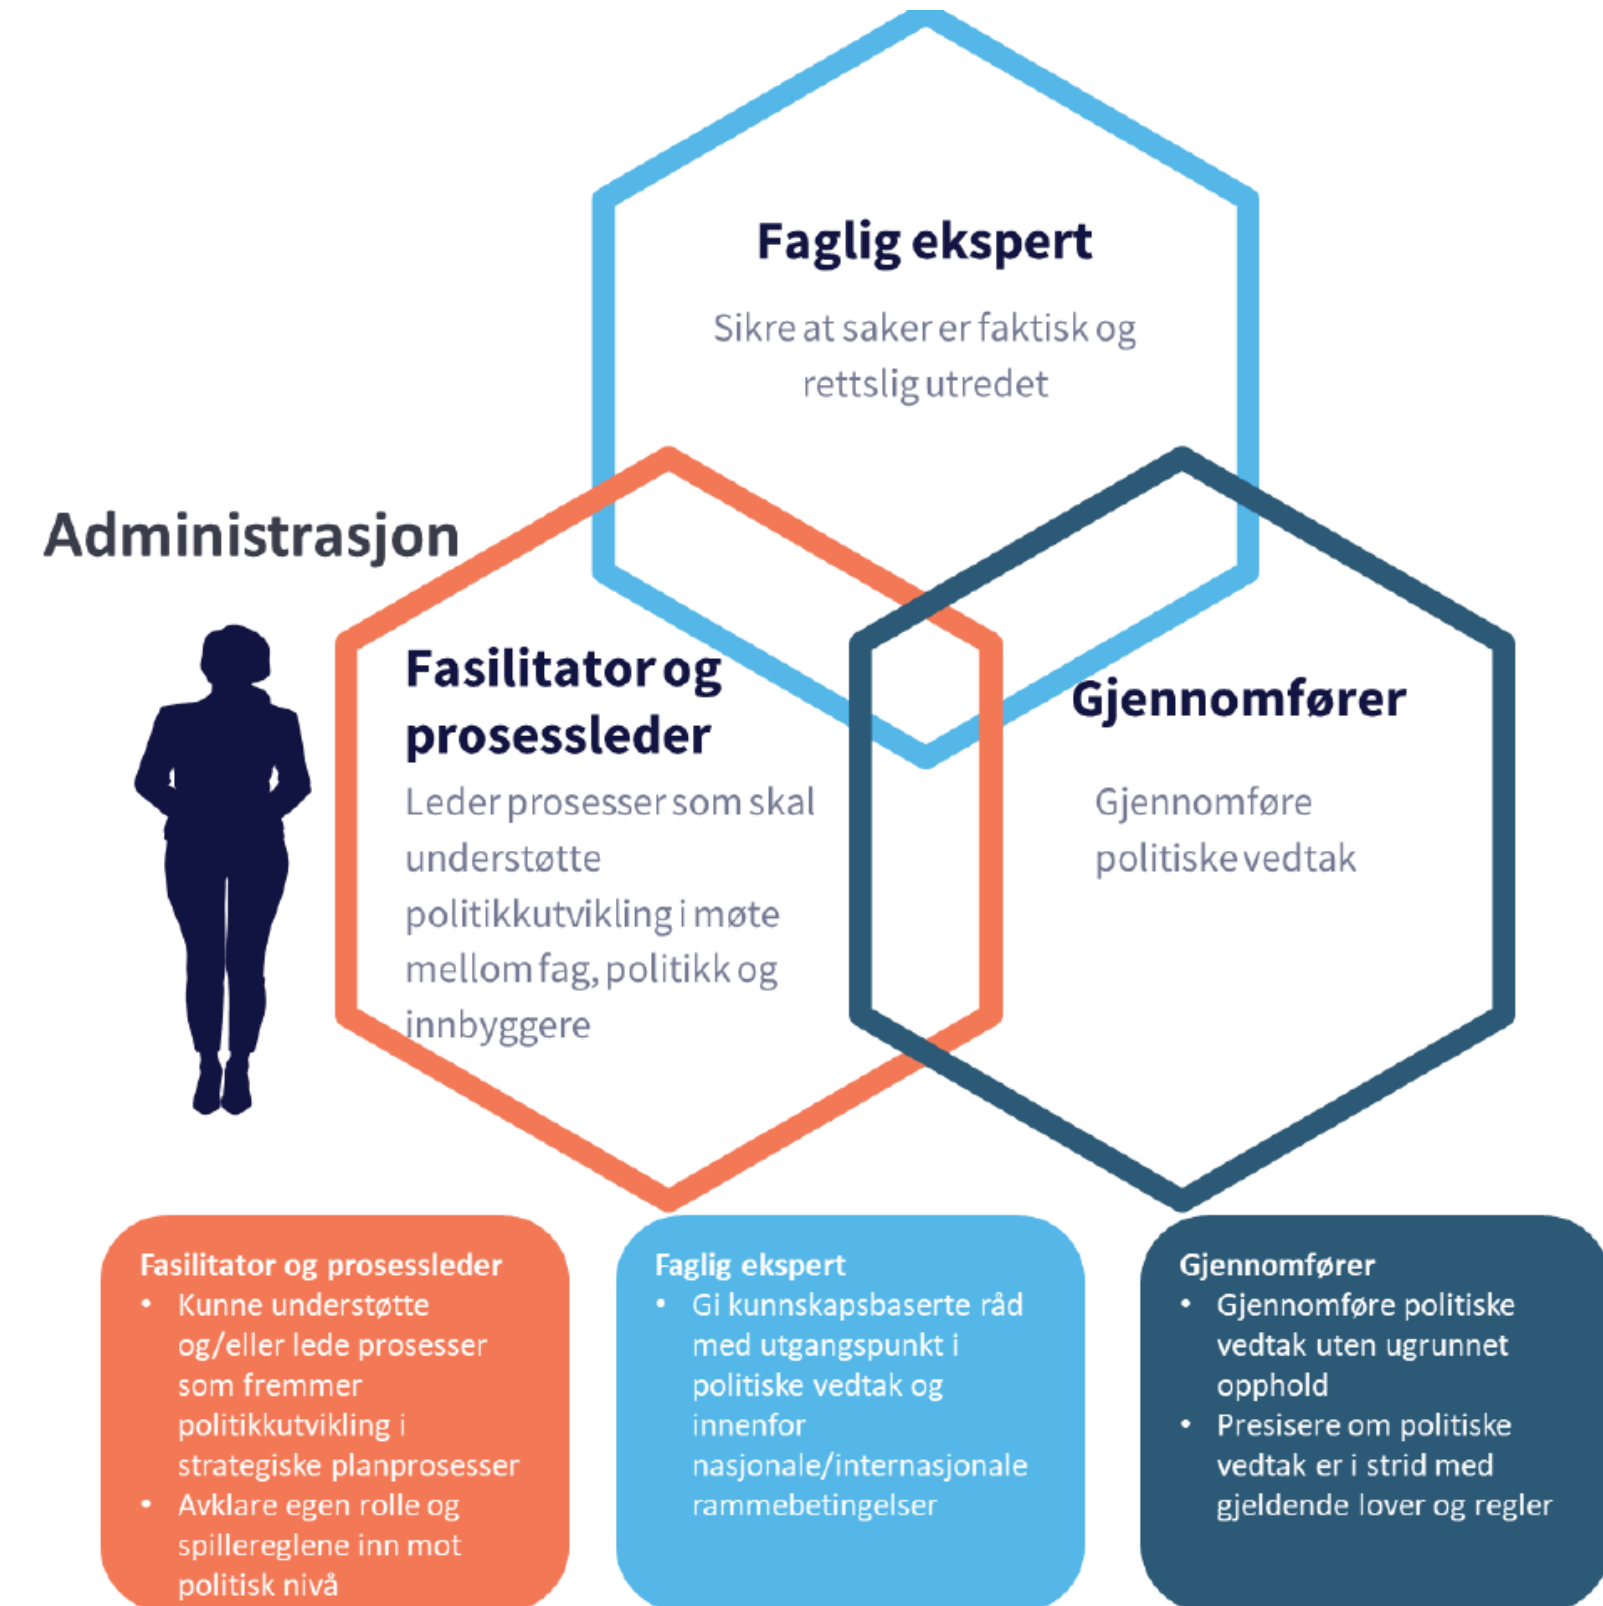 Faglig ekspert
Sikre at saker er faktisk og
rettslig utredet
Administrasjon
Fasilitator og
prosessleder
Leder prosesser som skal
understøtte
politikkutvikling i møte
mellom fag, politikk og
innbyggere
Gjennomfører
Gjennomføre
politiske vedtak
Fasilitator og prosessleder
• Kunne understøtte
og/eller lede prosesser
som fremmer
politikkutvikling i
strategiske planprosesser
• Avklare egen rolle og
spillereglene inn mot
politisk nivå
Faglig ekspert
• Gi kunnskapsbaserte råd
med utgangspunkt i
politiske vedtak og
innenfor
nasjonale/internasjonale
rammebetingelser
Gjennomfører
• Gjennomføre politiske
vedtak uten ugrunnet
opphold
• Presisere om politiske
vedtak er i strid med
gjeldende lover og regler